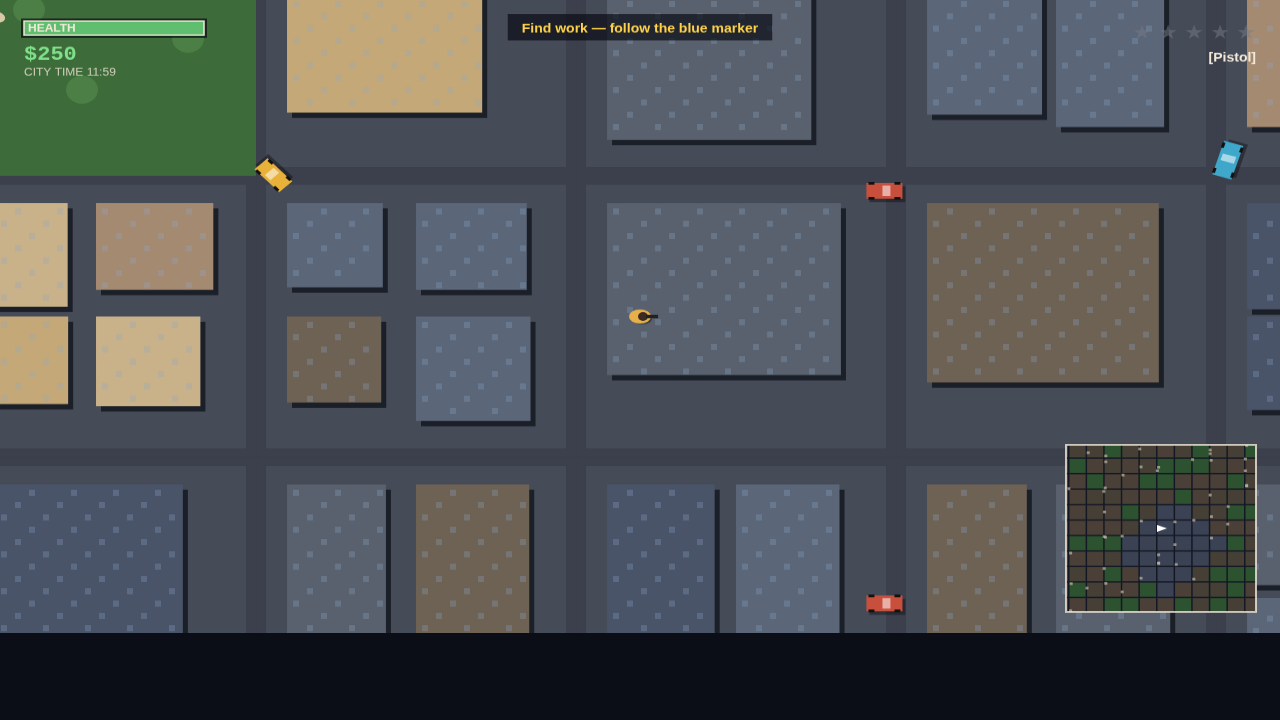 HEALTH
Find work — follow the blue marker
$250
[Pistol]
CITY TIME 11:59